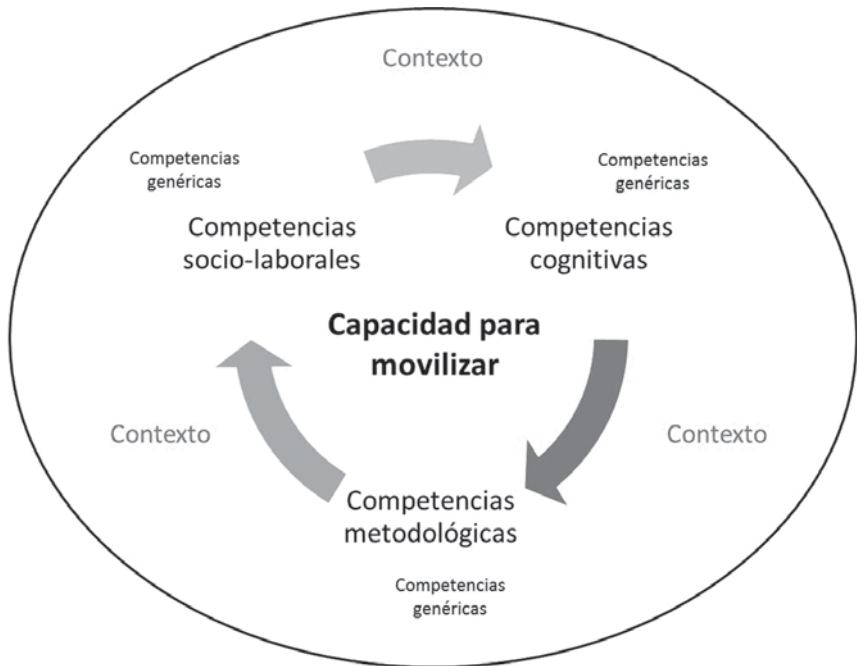 Contexto
Competencias
genéricas
Competencias
genéricas
Competencias
socio-laborales
Competencias
cognitivas
Capacidad para
movilizar
Contexto
Contexto
Competencias
metodológicas
Competencias
genéricas